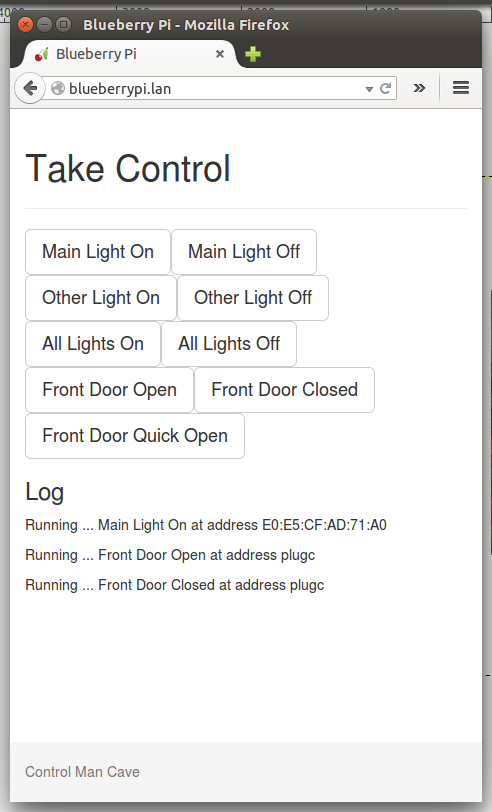 Blueberry Pi - Mozilla Firefox
Blueberry Pi
blueberrypi.lan
Take Control
Main Light On Main Light Off
Other Light On Other Light Off
All Lights On All Lights Off
Front Door Open Front Door Closed
Front Door Quick Open
Log
Running ... Main Light On at address E0:E5:CF:AD:71:A0
Running ... Front Door Open at address plugc
Running ... Front Door Closed at address plugc
Control Man Cave